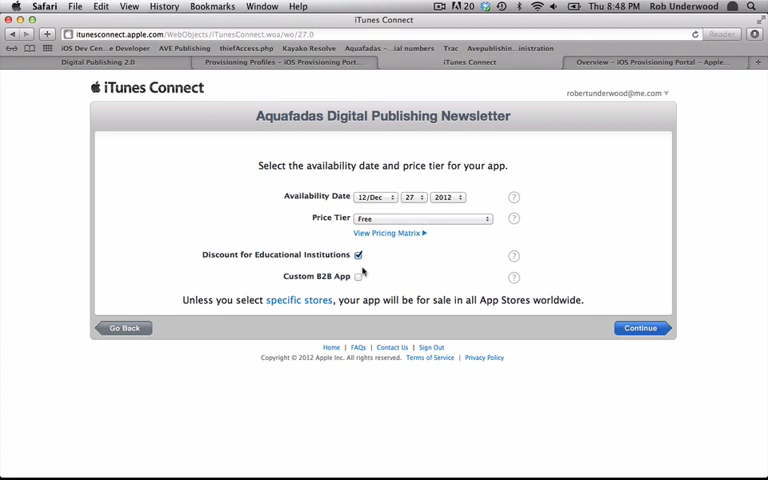 Safari File Edit View History Bookmarks Window Help 20 Thu 8:48 PM Rob Underwood
iTunes Connect
itunesconnect.apple.com/WebObjects/iTunesConnect.woa/wo/27.0 Reader
iOS Dev Cen...e Developer AVE Publishing thiefAccess.php Kayako Resolve Aquafadas – ...ial numbers Trac Avepublishin...inistration
Digital Publishing 2.0 Provisioning Profiles – iOS Provisioning Port... iTunes Connect Overview – iOS Provisioning Portal – Apple...
iTunes Connect
robertunderwood@me.com
Aquafadas Digital Publishing Newsletter
Select the availability date and price tier for your app.
Availability Date 12/Dec 27 2012 ?
Price Tier Free ?
View Pricing Matrix
Discount for Educational Institutions ?
Custom B2B App ?
Unless you select specific stores, your app will be for sale in all App Stores worldwide.
Go Back Continue
Home | FAQs | Contact Us | Sign Out
Copyright © 2012 Apple Inc. All rights reserved. Terms of Service | Privacy Policy